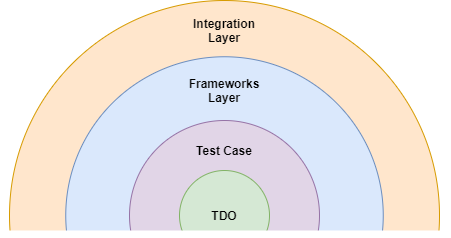 Integration
Layer
Frameworks
Layer
Test Case
TDO